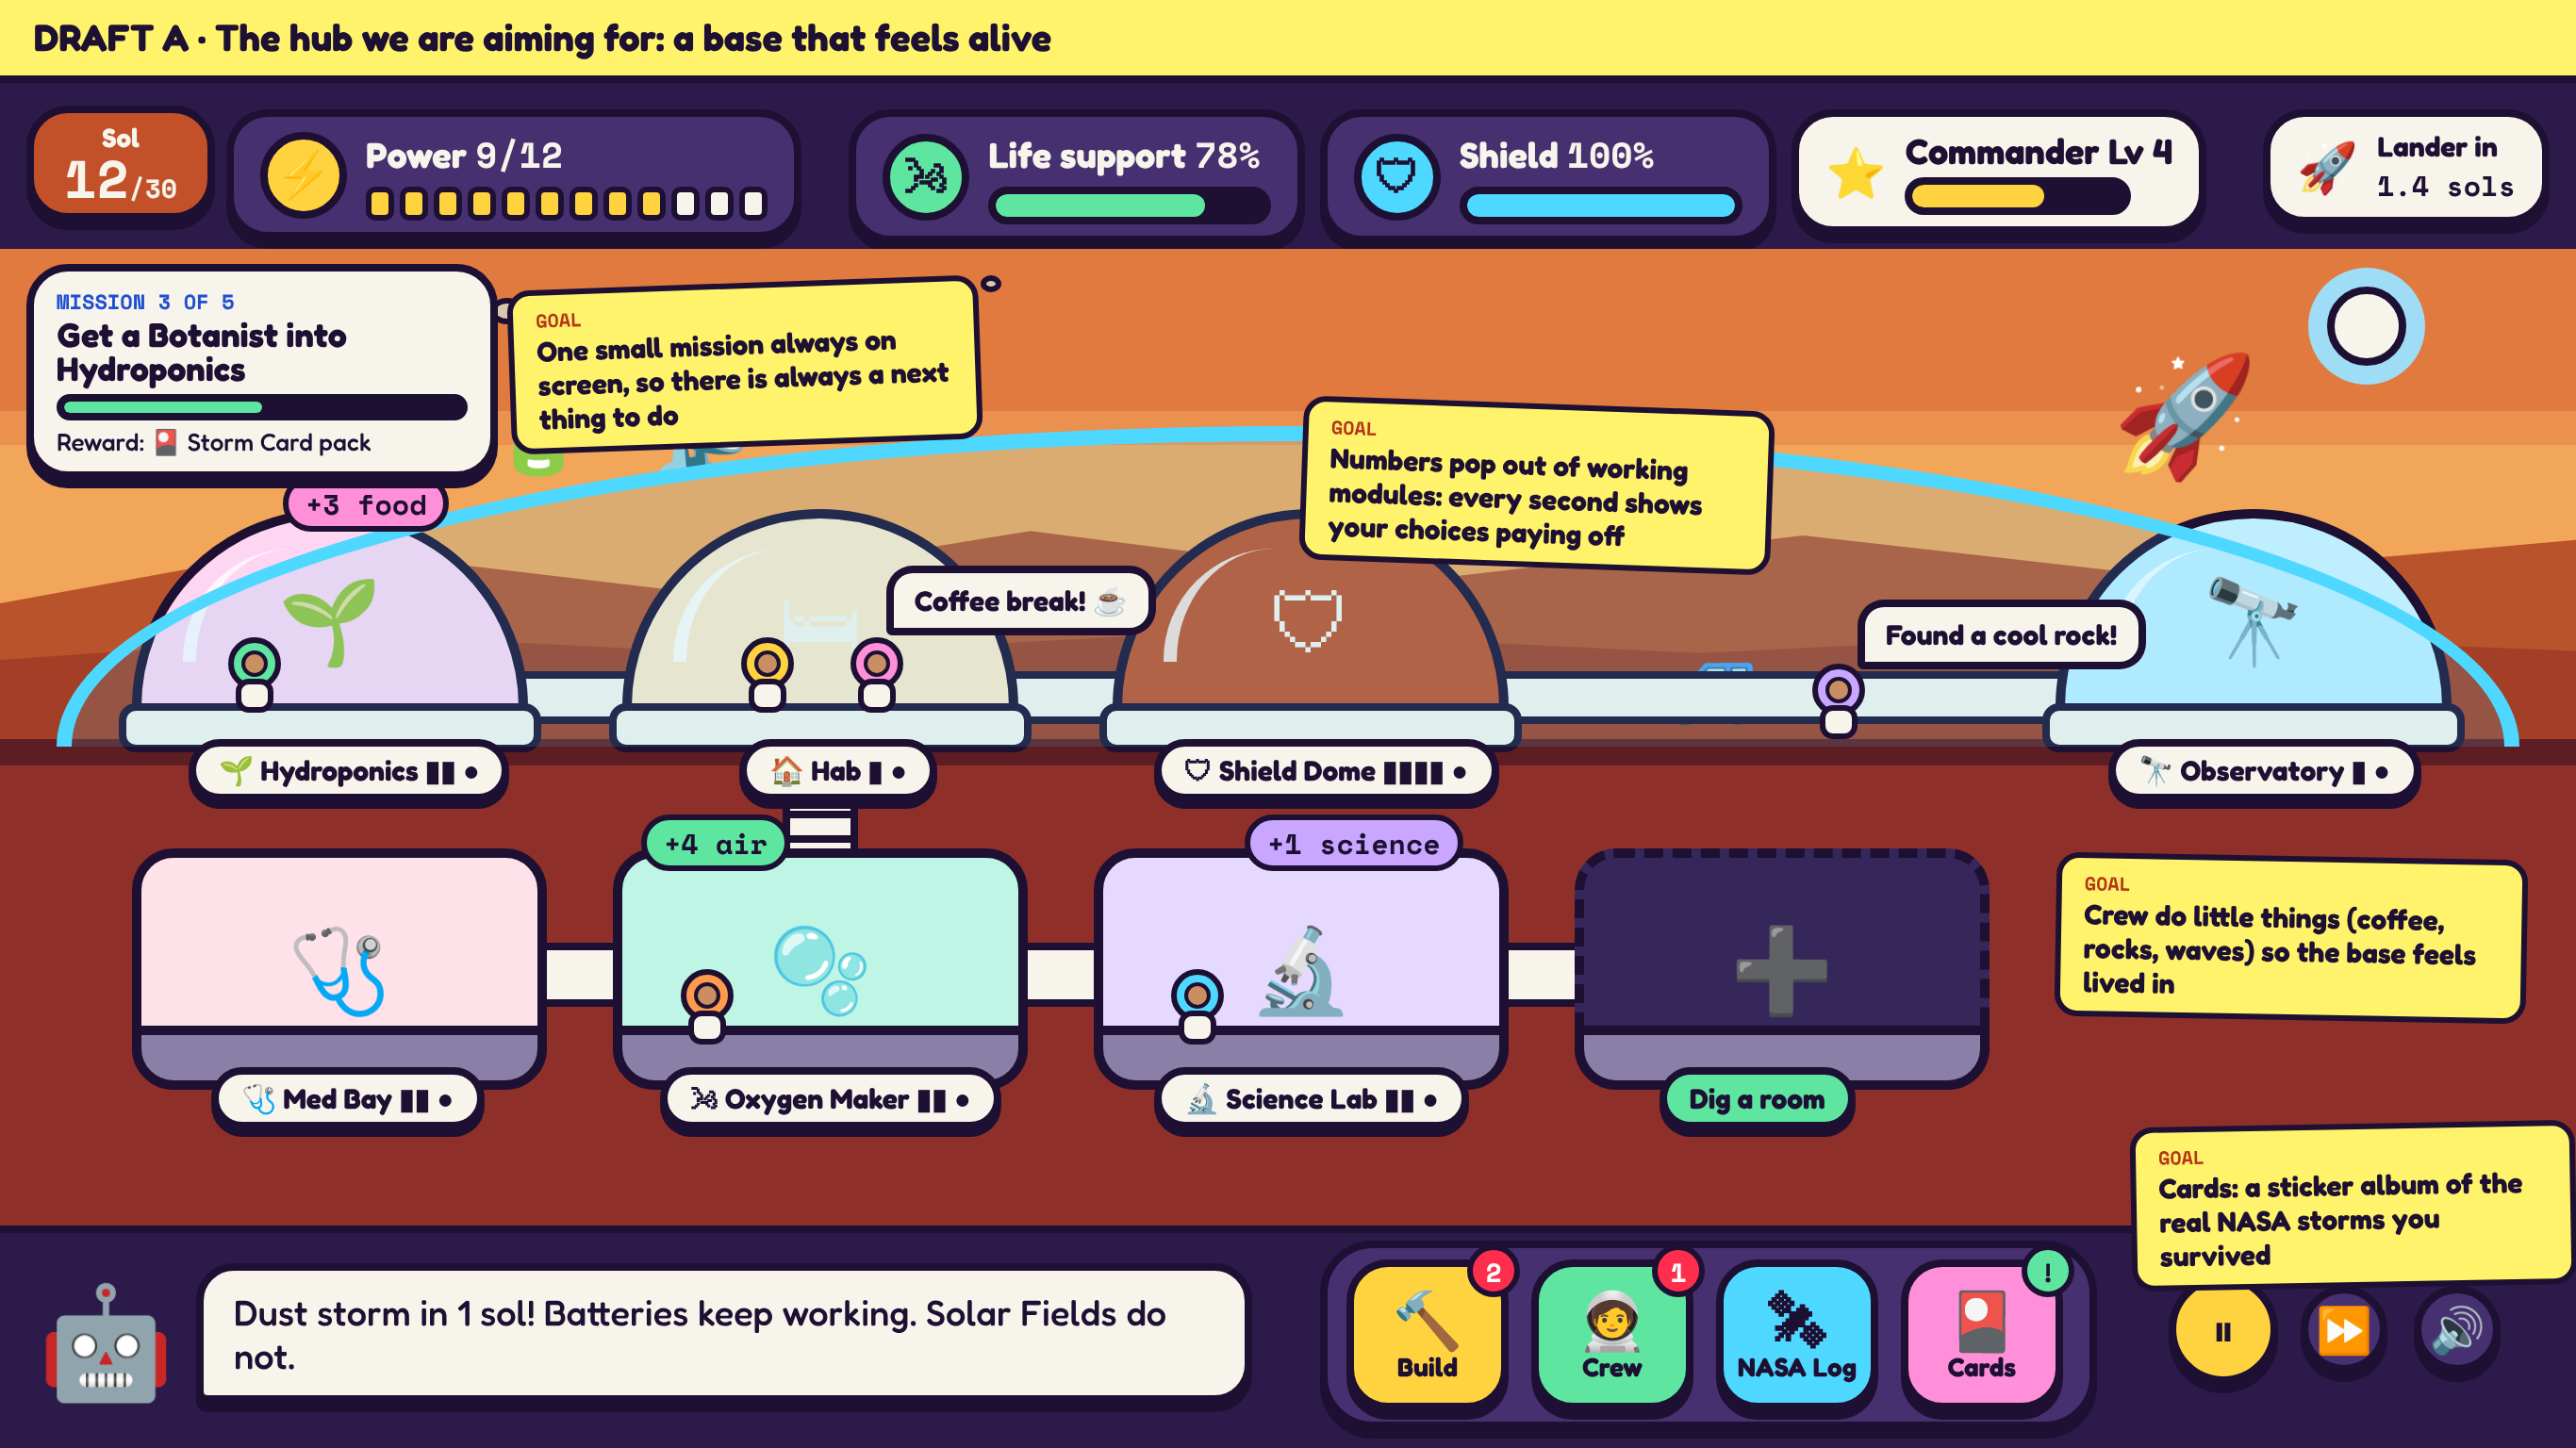 DRAFT A · The hub we are aiming for: a base that feels alive
Sol
12/30
Power 9/12
Life support 78%
Shield 100%
Commander Lv 4
Lander in
1.4 sols
MISSION 3 OF 5
Get a Botanist into
Hydroponics
Reward: 🎴 Storm Card pack
GOAL
One small mission always on
screen, so there is always a next
thing to do
GOAL
Numbers pop out of working
modules: every second shows
your choices paying off
+3 food
Coffee break! ☕
Found a cool rock!
🌱 Hydroponics ▮▮ ●
🏠 Hab ▮ ●
🛡 Shield Dome ▮▮▮▮ ●
🔭 Observatory ▮ ●
+4 air
+1 science
GOAL
Crew do little things (coffee,
rocks, waves) so the base feels
lived in
🩺 Med Bay ▮▮ ●
🌬 Oxygen Maker ▮▮ ●
🔬 Science Lab ▮▮ ●
Dig a room
GOAL
Cards: a sticker album of the
real NASA storms you
survived
Dust storm in 1 sol! Batteries keep working. Solar Fields do
not.
2
Build
1
Crew
NASA Log
!
Cards